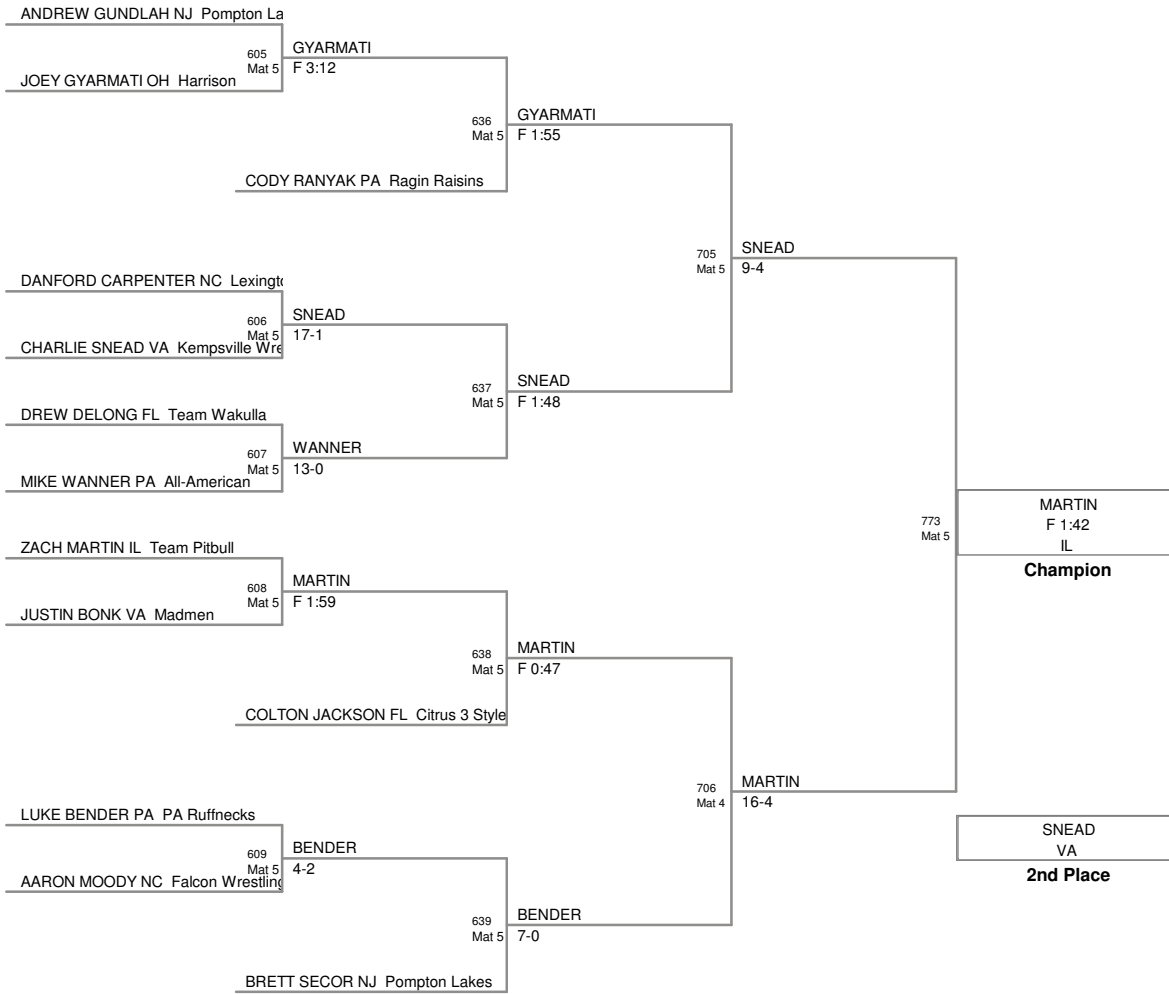 ANDREW GUNDLAH NJ  Pompton La
605
Mat 5
GYARMATI
F 3:12
JOEY GYARMATI OH  Harrison
636
Mat 5
GYARMATI
F 1:55
CODY RANYAK PA  Ragin Raisins
705
Mat 5
SNEAD
9-4
DANFORD CARPENTER NC  Lexingto
606
Mat 5
SNEAD
17-1
CHARLIE SNEAD VA  Kempsville Wre
637
Mat 5
SNEAD
F 1:48
DREW DELONG FL  Team Wakulla
607
Mat 5
WANNER
13-0
MIKE WANNER PA  All-American
773
Mat 5
MARTIN
F 1:42
IL
Champion
ZACH MARTIN IL  Team Pitbull
608
Mat 5
MARTIN
F 1:59
JUSTIN BONK VA  Madmen
638
Mat 5
MARTIN
F 0:47
COLTON JACKSON FL  Citrus 3 Style
706
Mat 4
MARTIN
16-4
LUKE BENDER PA  PA Ruffnecks
609
Mat 5
BENDER
4-2
AARON MOODY NC  Falcon Wrestling
SNEAD
VA
2nd Place
639
Mat 5
BENDER
7-0
BRETT SECOR NJ  Pompton Lakes